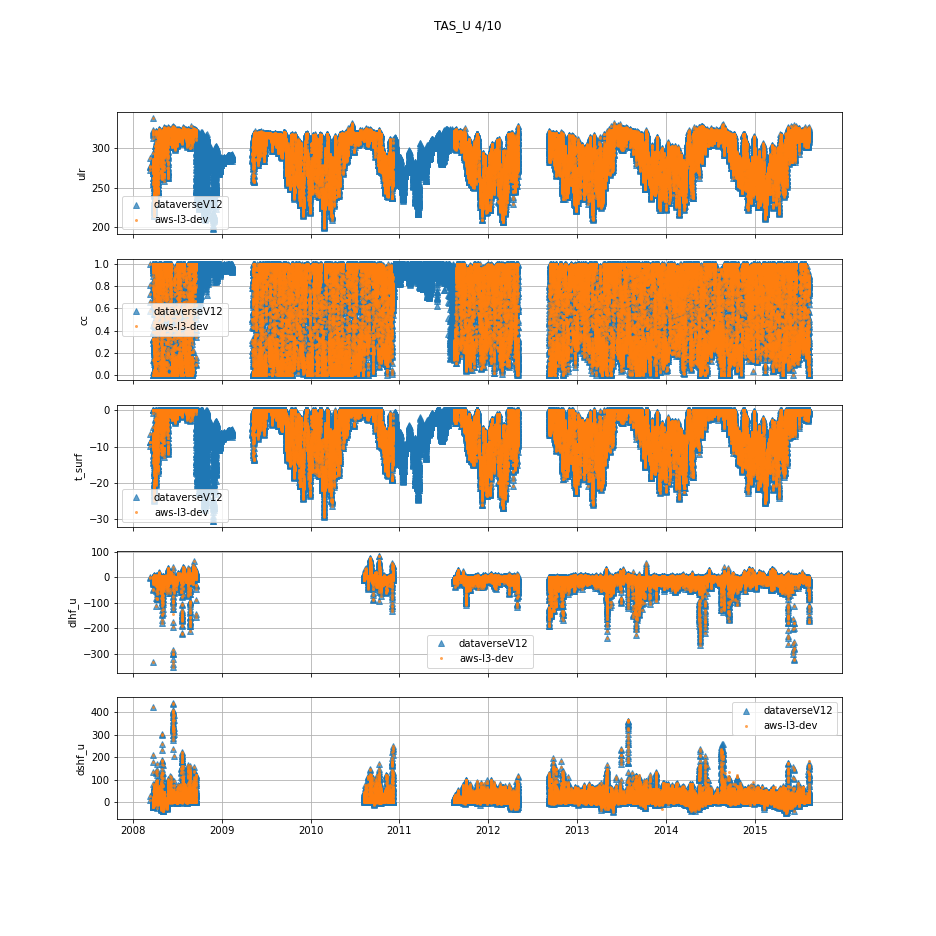 TAS_U 4/10
300
250
200
ulr
dataverseV12
aws-l3-dev
1.0
0.8
0.6
0.4
0.2
0.0
cc
dataverseV12
aws-l3-dev
0
−10
−20
−30
t_surf
dataverseV12
aws-l3-dev
100
0
−100
−200
−300
dlhf_u
dataverseV12
aws-l3-dev
400
300
200
100
0
dshf_u
dataverseV12
aws-l3-dev
2008 2009 2010 2011 2012 2013 2014 2015